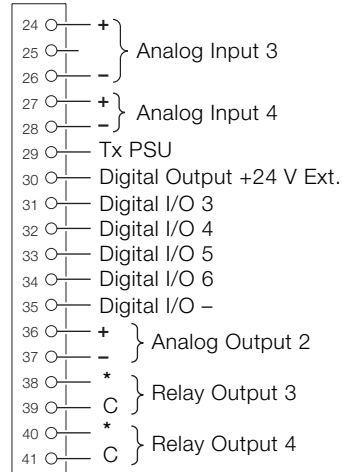 24 +
25 Analog Input 3
26 –
27 +
Analog Input 4
28 –
29 Tx PSU
30 Digital Output +24 V Ext.
31 Digital I/O 3
32 Digital I/O 4
33 Digital I/O 5
34 Digital I/O 6
35 Digital I/O –
36 +
Analog Output 2
37 –
38 *
Relay Output 3
39 C
40 *
Relay Output 4
41 C